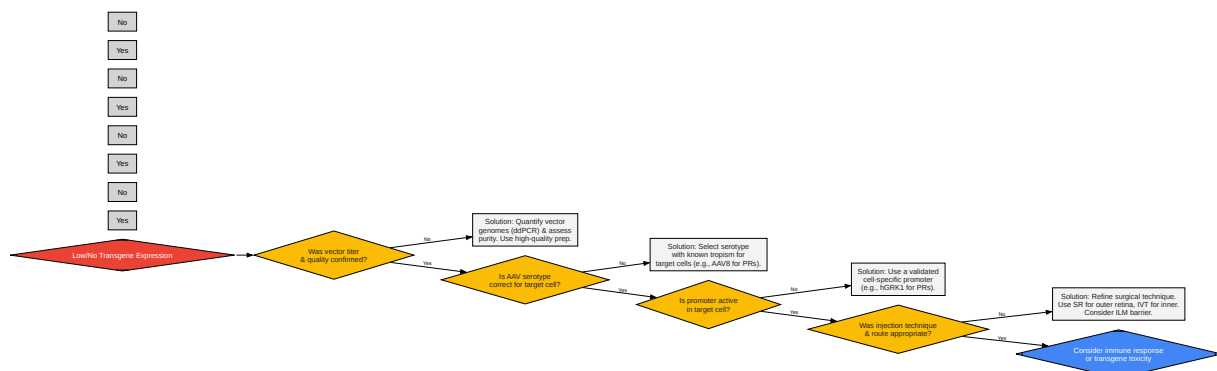 No
Yes
No
Yes
No
Yes
No
Yes
Low/No Transgene Expression
Was vector titer
& quality confirmed?
No
Yes
Solution: Quantify vector
genomes (ddPCR) & assess
purity. Use high-quality prep.
Is AAV serotype
correct for target cell?
No
Yes
Solution: Select serotype
with known tropism for
target cells (e.g., AAV8 for PRs).
Is promoter active
in target cell?
No
Yes
Solution: Use a validated
cell-specific promoter
(e.g., hGRK1 for PRs).
Was injection technique
& route appropriate?
No
Yes
Solution: Refine surgical technique.
Use SR for outer retina, IVT for inner.
Consider ILM barrier.
Consider immune response
or transgene toxicity